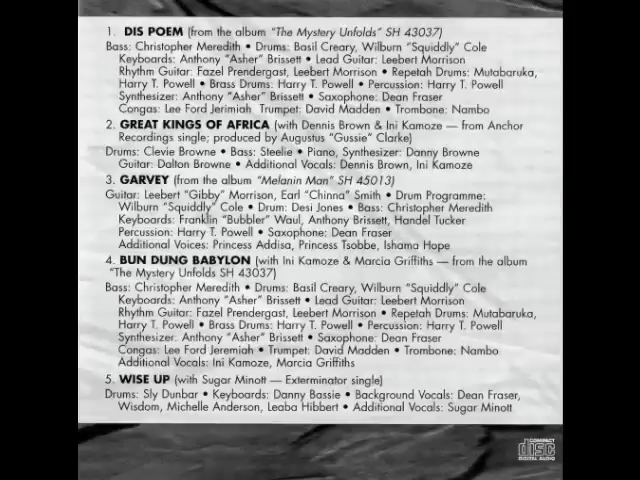 1. DIS POEM (from the album "The Mystery Unfolds" SH 43037)
Bass: Christopher Meredith • Drums: Basil Creary, Wilburn "Squiddly" Cole
Keyboards: Anthony "Asher" Brissett • Lead Guitar: Leebert Morrison
Rhythm Guitar: Fazel Prendergast, Leebert Morrison • Repetah Drums: Mutabaruka,
Harry T. Powell • Brass Drums: Harry T. Powell • Percussion: Harry T. Powell
Synthesizer: Anthony "Asher" Brissett • Saxophone: Dean Fraser
Congas: Lee Ford Jerimiah Trumpet: David Madden • Trombone: Nambo
2. GREAT KINGS OF AFRICA (with Dennis Brown & Ini Kamoze — from Anchor
Recordings single; produced by Augustus "Gussie" Clarke)
Drums: Clevie Browne • Bass: Steelie • Piano, Synthesizer: Danny Browne
Guitar: Dalton Browne • Additional Vocals: Dennis Brown, Ini Kamoze
3. GARVEY (from the album "Melanin Man" SH 45013)
Guitar: Leebert "Gibby" Morrison, Earl "Chinna" Smith • Drum Programme:
Wilburn "Squiddly" Cole • Drum: Desi Jones • Bass: Christopher Meredith
Keyboards: Franklin "Bubbler" Waul, Anthony Brissett, Handel Tucker
Percussion: Harry T. Powell • Saxophone: Dean Fraser
Additional Voices: Princess Addisa, Princess Tsobbe, Ishama Hope
4. BUN DUNG BABYLON (with Ini Kamoze & Marcia Griffiths — from the album
"The Mystery Unfolds SH 43037)
Bass: Christopher Meredith • Drums: Basil Creary, Wilburn "Squiddly" Cole
Keyboards: Anthony "Asher" Brissett • Lead Guitar: Leebert Morrison
Rhythm Guitar: Fazel Prendergast, Leebert Morrison • Repetah Drums: Mutabaruka,
Harry T. Powell • Brass Drums: Harry T. Powell • Percussion: Harry T. Powell
Synthesizer: Anthony "Asher" Brissett • Saxophone: Dean Fraser
Congas: Lee Ford Jeremiah • Trumpet: David Madden • Trombone: Nambo
Additional Vocals: Ini Kamoze, Marcia Griffiths
5. WISE UP (with Sugar Minott — Exterminator single)
Drums: Sly Dunbar • Keyboards: Danny Bassie • Background Vocals: Dean Fraser,
Wisdom, Michelle Anderson, Leaba Hibbert • Additional Vocals: Sugar Minott
COMPACT
disc
DIGITAL AUDIO